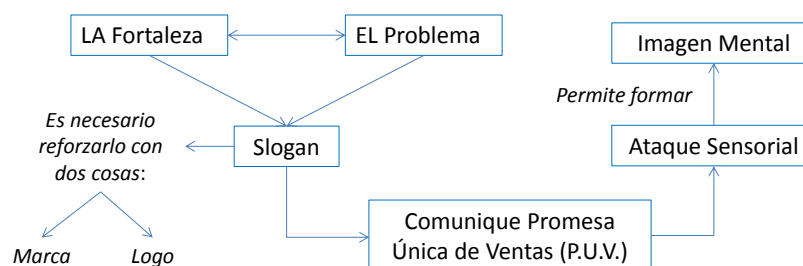 LA Fortaleza
EL Problema
Imagen Mental
Permite formar
Es necesario
reforzarlo con
dos cosas:
Slogan
Ataque Sensorial
Comunique Promesa
Única de Ventas (P.U.V.)
Marca
Logo